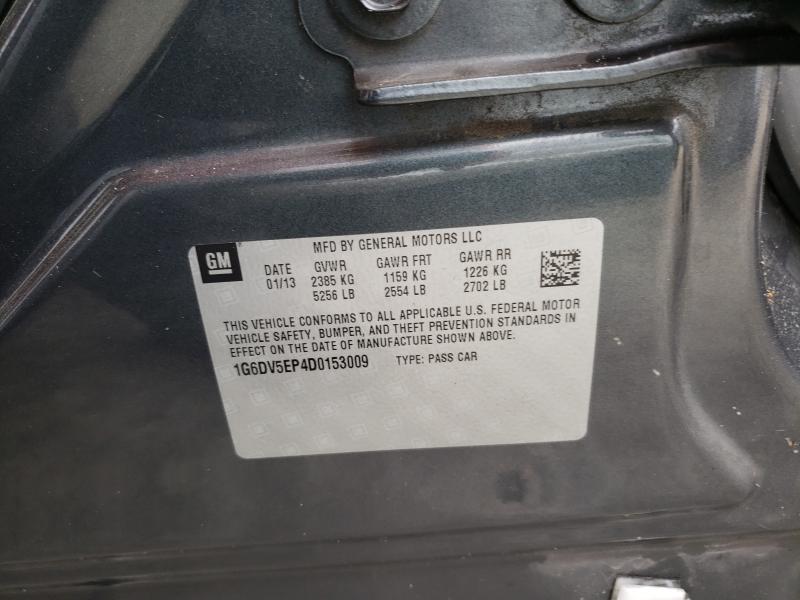 GM
MFD BY GENERAL MOTORS LLC
DATE GVWR GAWR FRT GAWR RR
01/13 2385 KG 1159 KG 1226 KG
5256 LB 2554 LB 2702 LB
THIS VEHICLE CONFORMS TO ALL APPLICABLE U.S. FEDERAL MOTOR
VEHICLE SAFETY, BUMPER, AND THEFT PREVENTION STANDARDS IN
EFFECT ON THE DATE OF MANUFACTURE SHOWN ABOVE.
1G6DV5EP4D0153009 TYPE: PASS CAR